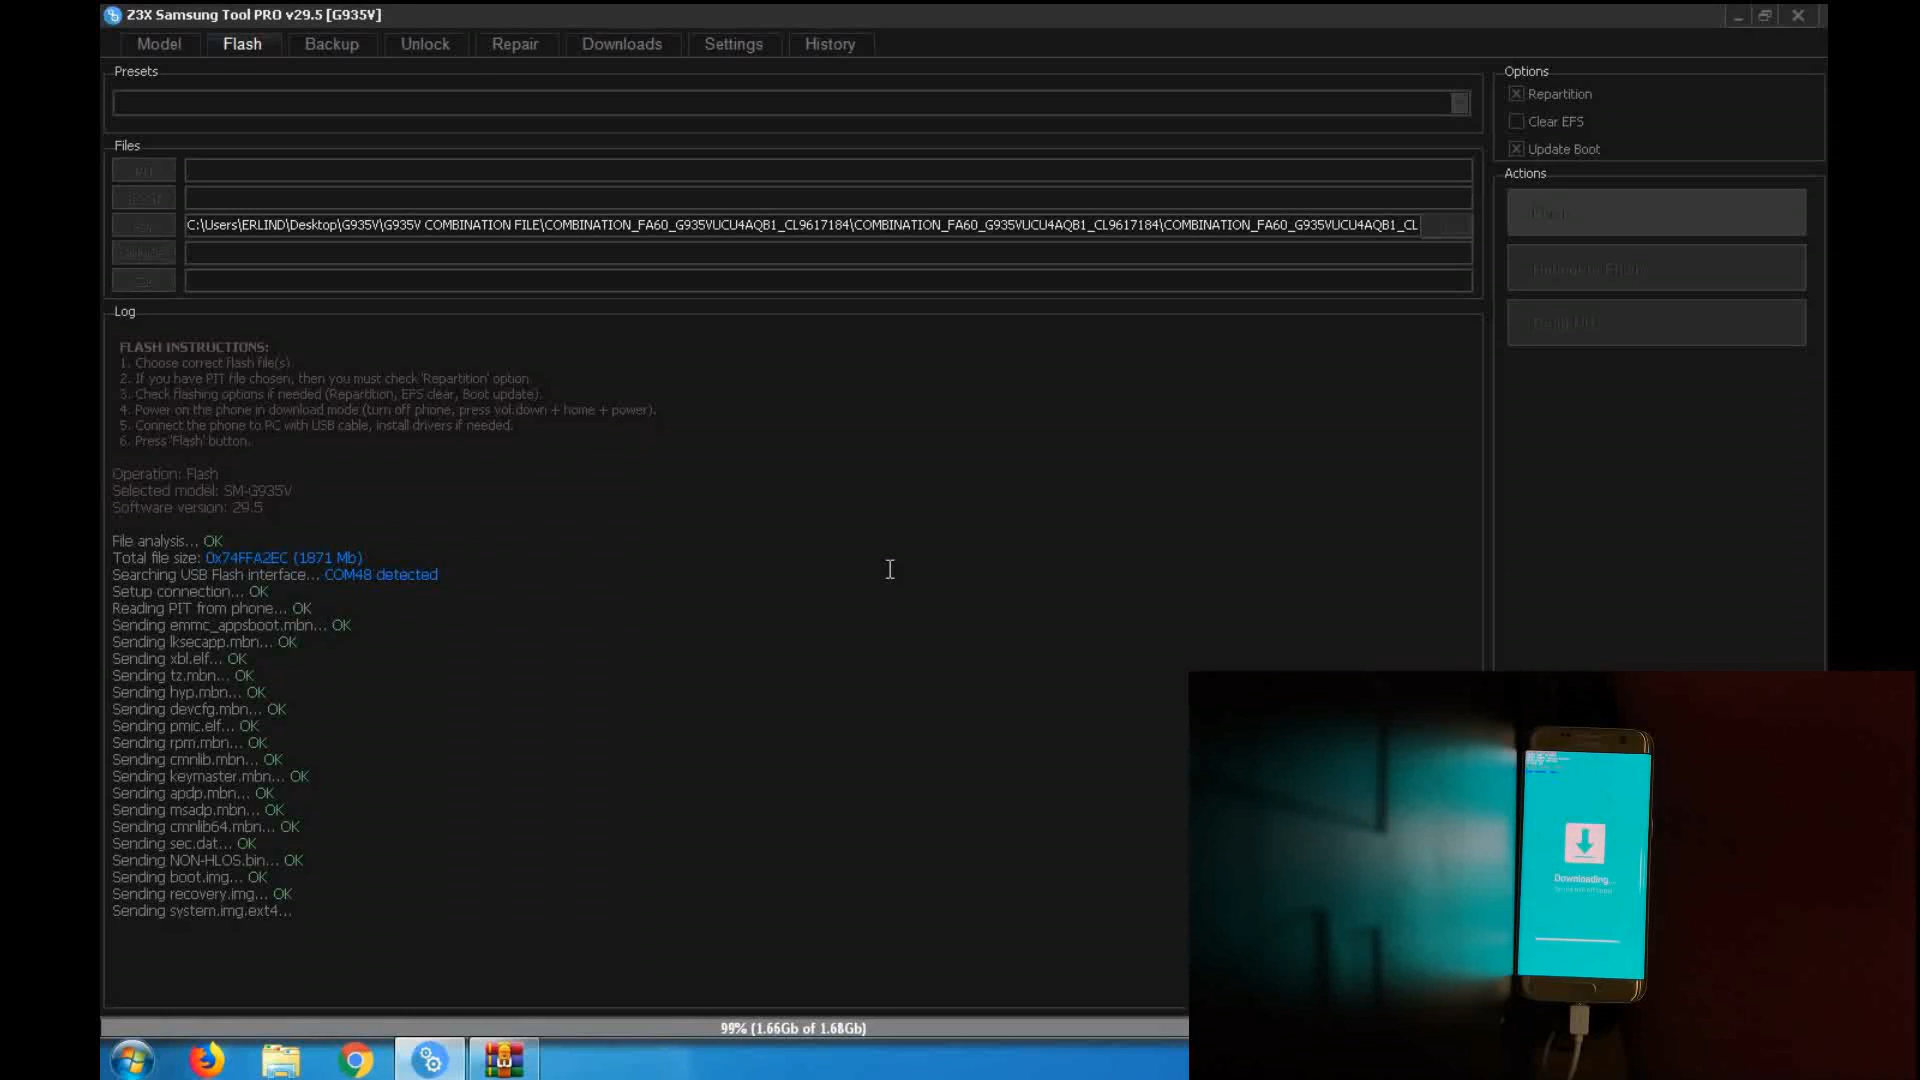 Z3X Samsung Tool PRO v29.5 [G935V]
Model Flash Backup Unlock Repair Downloads Settings History
Presets
Files
C:\Users\ERLIND\Desktop\G935V\G935V COMBINATION FILE\COMBINATION_FA60_G935VUCU4AQB1_CL9617184\COMBINATION_FA60_G935VUCU4AQB1_CL9617184\COMBINATION_FA60_G935VUCU4AQB1_CL
Options
Repartition
Clear EFS
Update Boot
Actions
Log
FLASH INSTRUCTIONS:
1. Choose correct flash file(s).
2. If you have PIT file chosen, then you must check 'Repartition' option.
3. Check flashing options if needed (Repartition, EFS clear, Boot update).
4. Power on the phone in download mode (turn off phone, press vol.down + home + power).
5. Connect the phone to PC with USB cable, install drivers if needed.
6. Press 'Flash' button.
Operation: Flash
Selected model: SM-G935V
Software version: 29.5
File analysis... OK
Total file size: 0x74FFA2EC (1871 Mb)
Searching USB Flash interface... COM48 detected
Setup connection... OK
Reading PIT from phone... OK
Sending emmc_appsboot.mbn... OK
Sending lksecapp.mbn... OK
Sending xbl.elf... OK
Sending tz.mbn... OK
Sending hyp.mbn... OK
Sending devcfg.mbn... OK
Sending pmic.elf... OK
Sending rpm.mbn... OK
Sending cmnlib.mbn... OK
Sending keymaster.mbn... OK
Sending apdp.mbn... OK
Sending msadp.mbn... OK
Sending cmnlib64.mbn... OK
Sending sec.dat... OK
Sending NON-HLOS.bin... OK
Sending boot.img... OK
Sending recovery.img... OK
Sending system.img.ext4...
99% (1.66Gb of 1.68Gb)
Downloading...